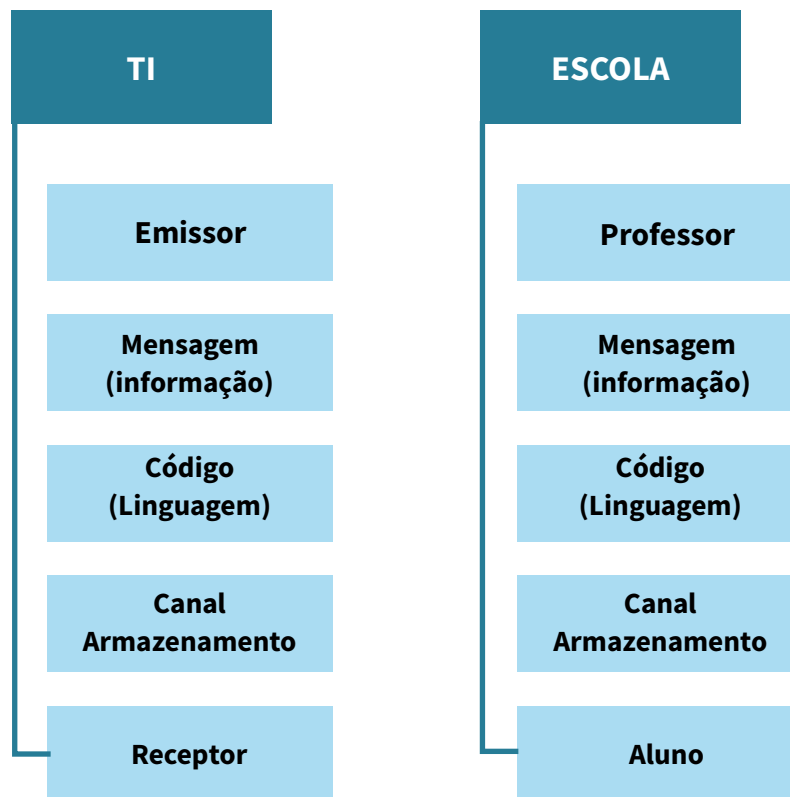 TI
Emissor
Mensagem
(informação)
Código
(Linguagem)
Canal
Armazenamento
Receptor
ESCOLA
Professor
Mensagem
(informação)
Código
(Linguagem)
Canal
Armazenamento
Aluno